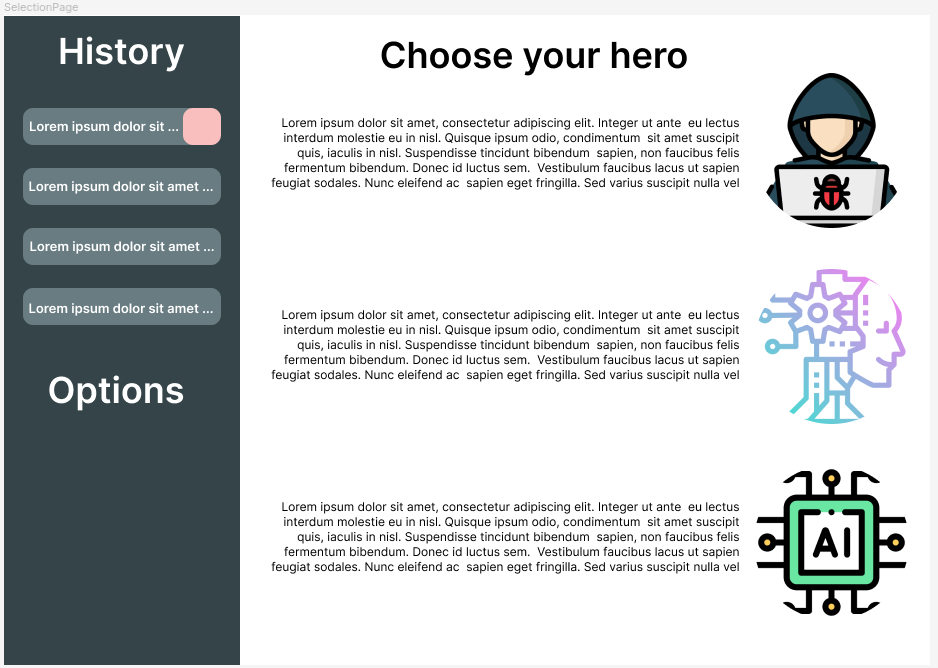 SelectionPage
History
Lorem ipsum dolor sit ...
Lorem ipsum dolor sit amet ...
Lorem ipsum dolor sit amet ...
Lorem ipsum dolor sit amet ...
Options
Choose your hero
Lorem ipsum dolor sit amet, consectetur adipiscing elit. Integer ut ante  eu lectus
interdum molestie eu in nisl. Quisque ipsum odio, condimentum  sit amet suscipit
quis, iaculis in nisl. Suspendisse tincidunt bibendum  sapien, non faucibus felis
fermentum bibendum. Donec id luctus sem.  Vestibulum faucibus lacus ut sapien
feugiat sodales. Nunc eleifend ac  sapien eget fringilla. Sed varius suscipit nulla vel
Lorem ipsum dolor sit amet, consectetur adipiscing elit. Integer ut ante  eu lectus
interdum molestie eu in nisl. Quisque ipsum odio, condimentum  sit amet suscipit
quis, iaculis in nisl. Suspendisse tincidunt bibendum  sapien, non faucibus felis
fermentum bibendum. Donec id luctus sem.  Vestibulum faucibus lacus ut sapien
feugiat sodales. Nunc eleifend ac  sapien eget fringilla. Sed varius suscipit nulla vel
Lorem ipsum dolor sit amet, consectetur adipiscing elit. Integer ut ante  eu lectus
interdum molestie eu in nisl. Quisque ipsum odio, condimentum  sit amet suscipit
quis, iaculis in nisl. Suspendisse tincidunt bibendum  sapien, non faucibus felis
fermentum bibendum. Donec id luctus sem.  Vestibulum faucibus lacus ut sapien
feugiat sodales. Nunc eleifend ac  sapien eget fringilla. Sed varius suscipit nulla vel
AI